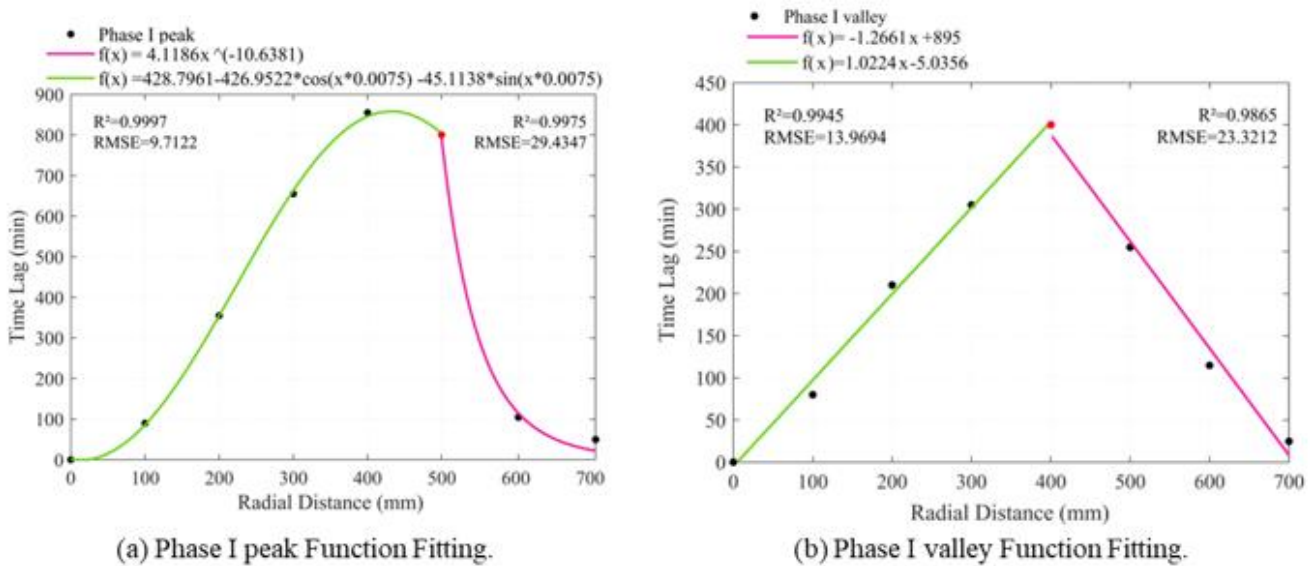 Phase I peak
f(x) = 4.1186x ^(-10.6381)
f(x) =428.7961-426.9522*cos(x*0.0075) -45.1138*sin(x*0.0075)
900
800
700
600
500
400
300
200
100
0
R²=0.9997
RMSE=9.7122
R²=0.9975
RMSE=29.4347
Time Lag (min)
0 100 200 300 400 500 600 700
Radial Distance (mm)
(a) Phase I peak Function Fitting.
Phase I valley
f(x)= -1.2661x +895
f(x)=1.0224x-5.0356
450
400
350
300
250
200
150
100
50
0
R²=0.9945
RMSE=13.9694
R²=0.9865
RMSE=23.3212
Time Lag (min)
0 100 200 300 400 500 600 700
Radial Distance (mm)
(b) Phase I valley Function Fitting.